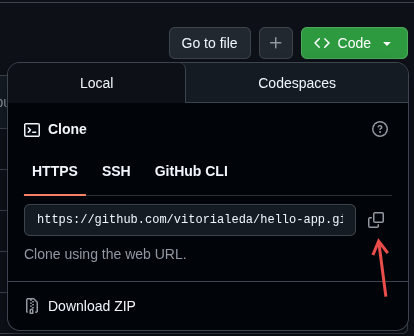 Go to file
Code
Local
Codespaces
Clone
HTTPS
SSH
GitHub CLI
https://github.com/vitorialeda/hello-app.gi
Clone using the web URL.
Download ZIP